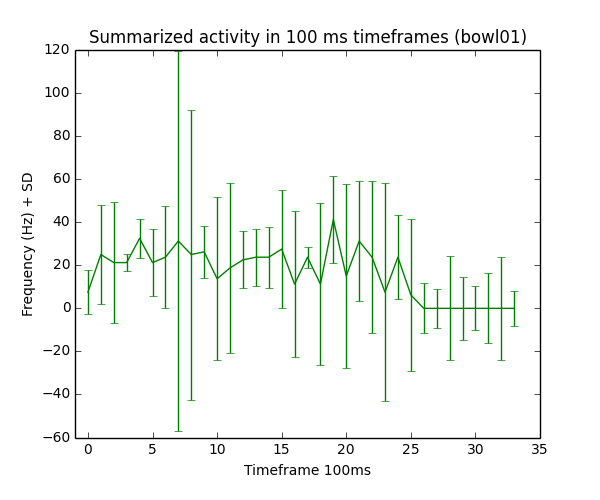 Summarized activity in 100 ms timeframes (bowl01)
120
100
80
60
40
20
0
−20
−40
−60
Frequency (Hz) + SD
0 5 10 15 20 25 30 35
Timeframe 100ms